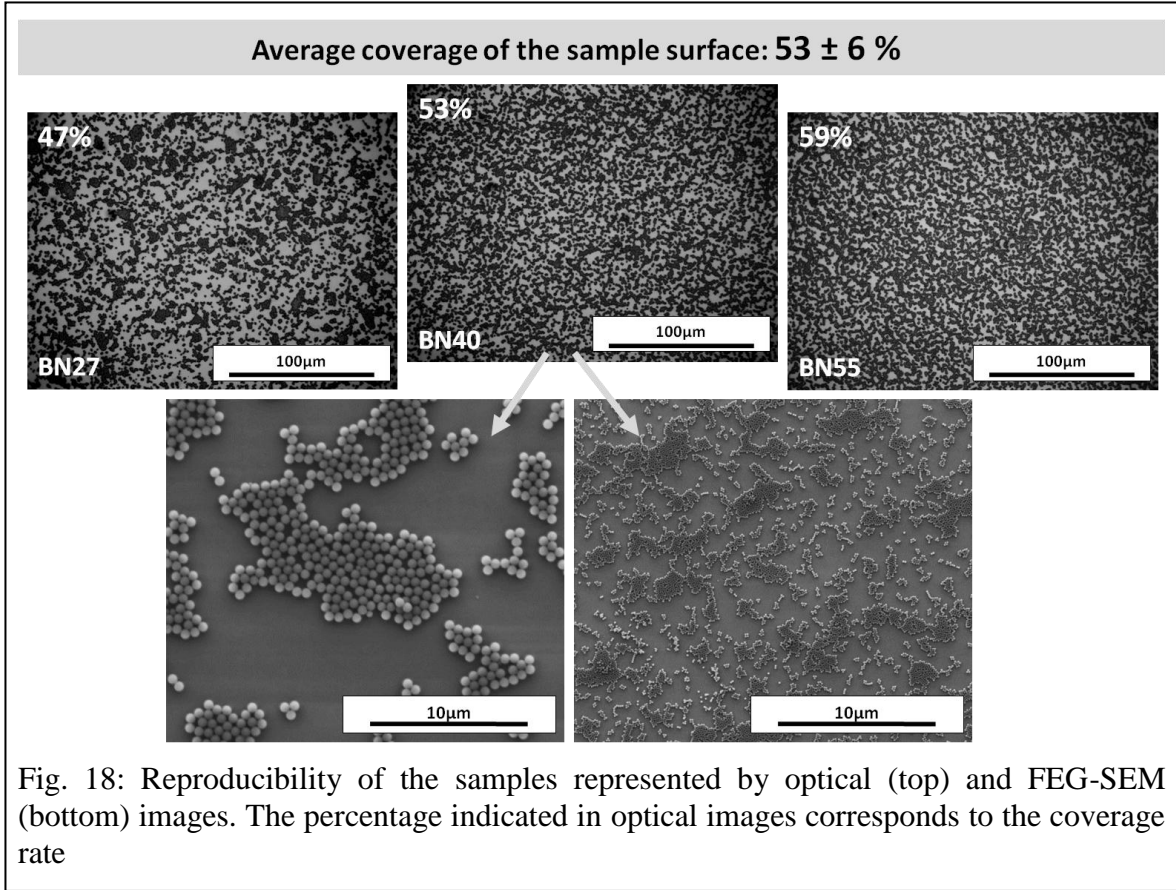 Average coverage of the sample surface: 53 ± 6 %
47%
53%
59%
BN27
100µm
BN40
100µm
BN55
100µm
10µm
10µm
Fig. 18: Reproducibility of the samples represented by optical (top) and FEG-SEM
(bottom) images. The percentage indicated in optical images corresponds to the coverage
rate